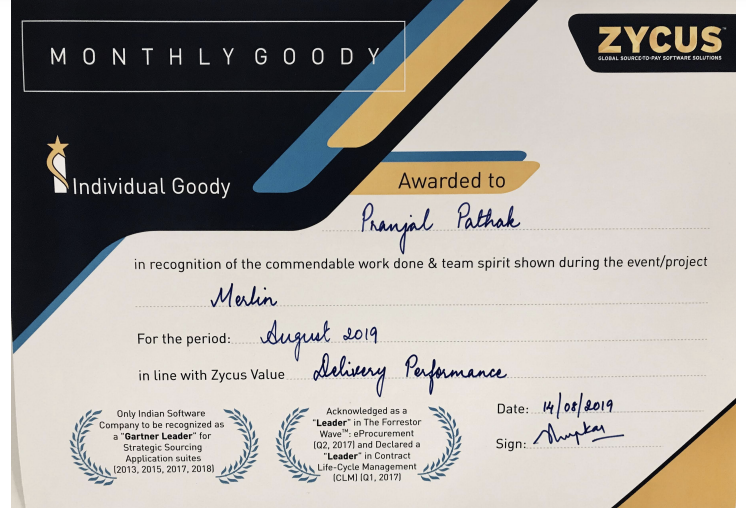 MONTHLY GOODY
ZYCUS
GLOBAL SOURCE-TO-PAY SOFTWARE SOLUTIONS
Individual Goody
Awarded to
Pranjal Pathak
in recognition of the commendable work done & team spirit shown during the event/project
Merlin
For the period: August 2019
in line with Zycus Value Delivery Performance
Only Indian Software
Company to be recognized as
a "Gartner Leader" for
Strategic Sourcing
Application suites
(2013, 2015, 2017, 2018)
Acknowledged as a
"Leader" in The Forrestor
Wave™: eProcurement
(Q2, 2017) and Declared a
"Leader" in Contract
Life-Cycle Management
(CLM) (Q1, 2017)
Date: 14/08/2019
Sign: